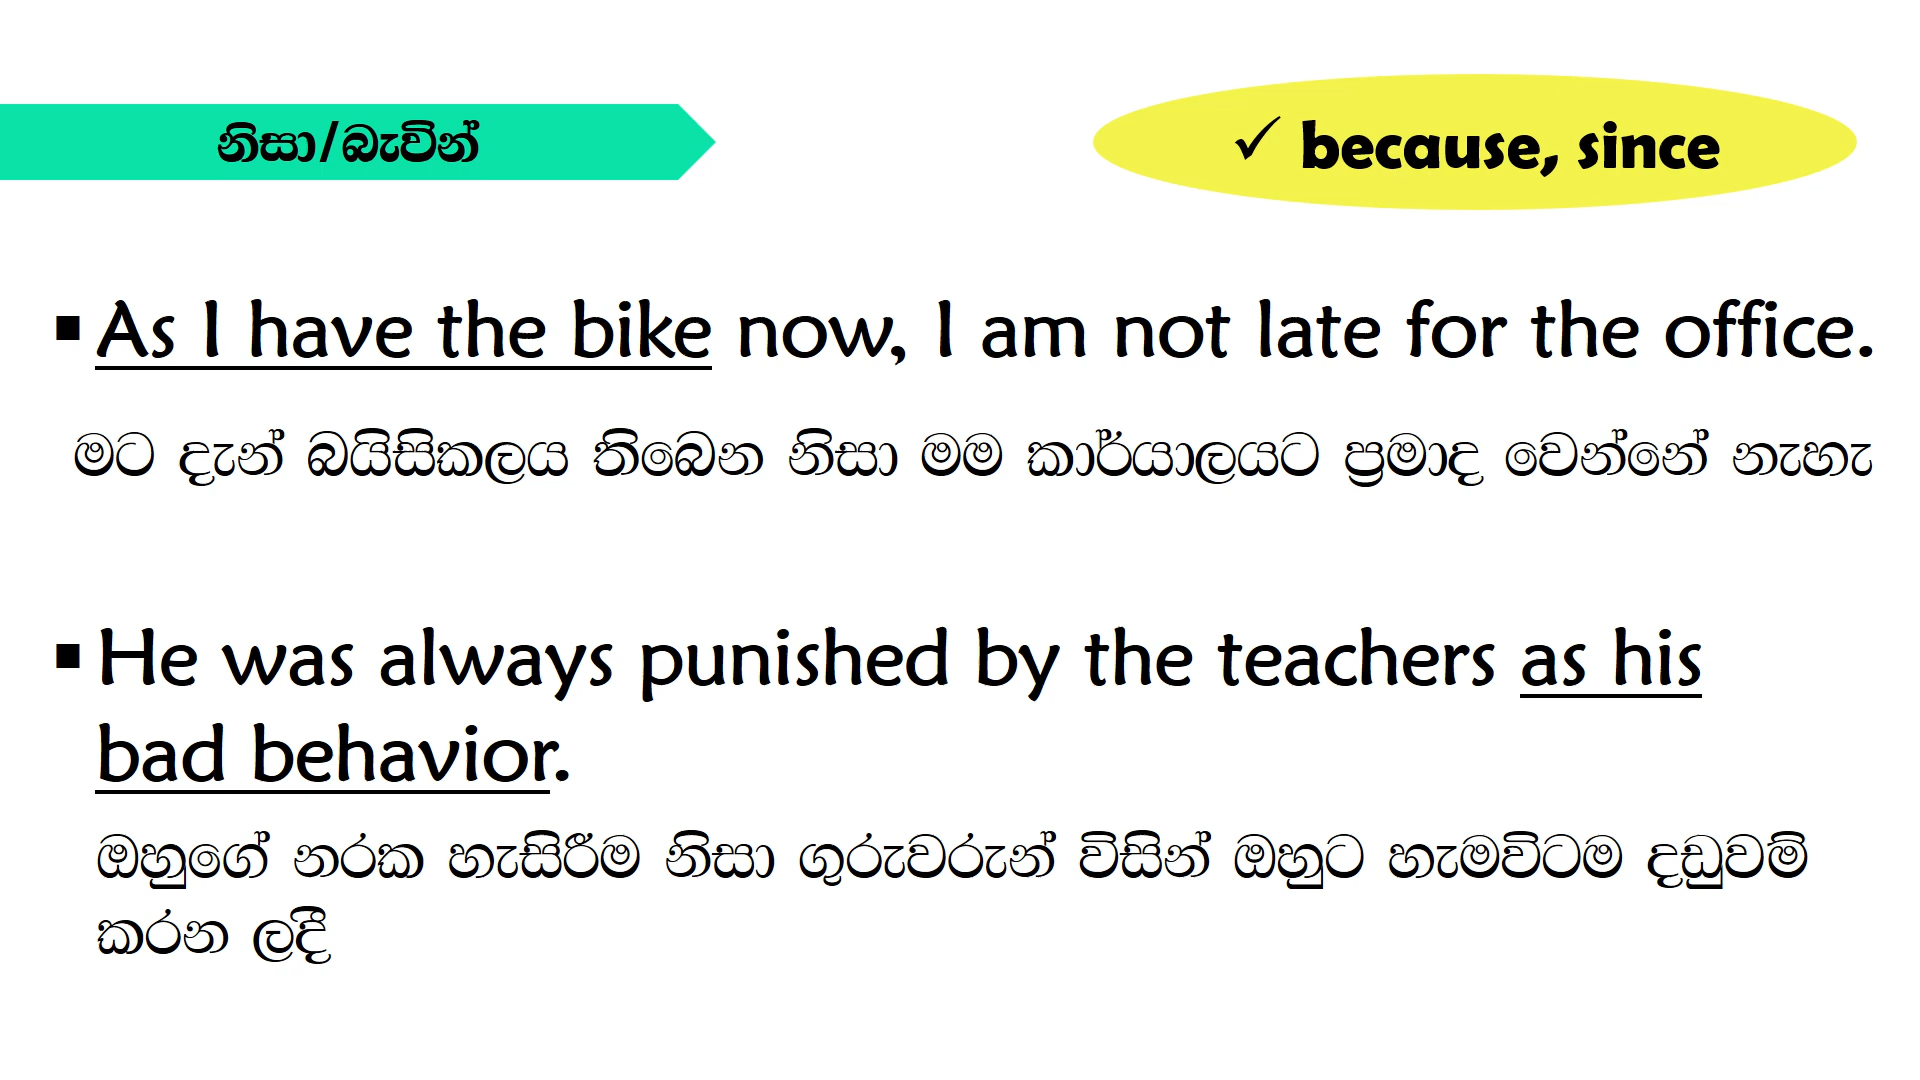 නිසා/බැවින්
✓ because, since
▪ As I have the bike now, I am not late for the office.
මට දැන් බයිසිකලය තිබෙන නිසා මම කාර්යාලයට ප්‍රමාද වෙන්නේ නැහැ
▪ He was always punished by the teachers as his
bad behavior.
ඔහුගේ නරක හැසිරීම නිසා ගුරුවරුන් විසින් ඔහුට හැමවිටම දඬුවම්
කරන ලදී